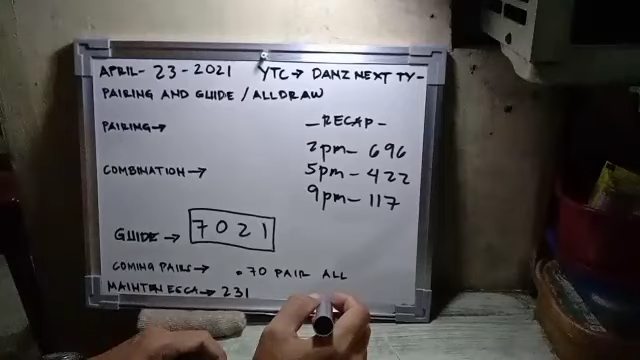 APRIL-23-2021 YTC→ DANZ NEXT TV-
PAIRING AND GUIDE / ALLDRAW
PAIRING→
-RECAP-
2pm- 696
5pm- 422
9pm- 117
COMBINATION→
GUIDE→ 7021
COMING PAIRS→ .70 PAIR ALL
→ 231